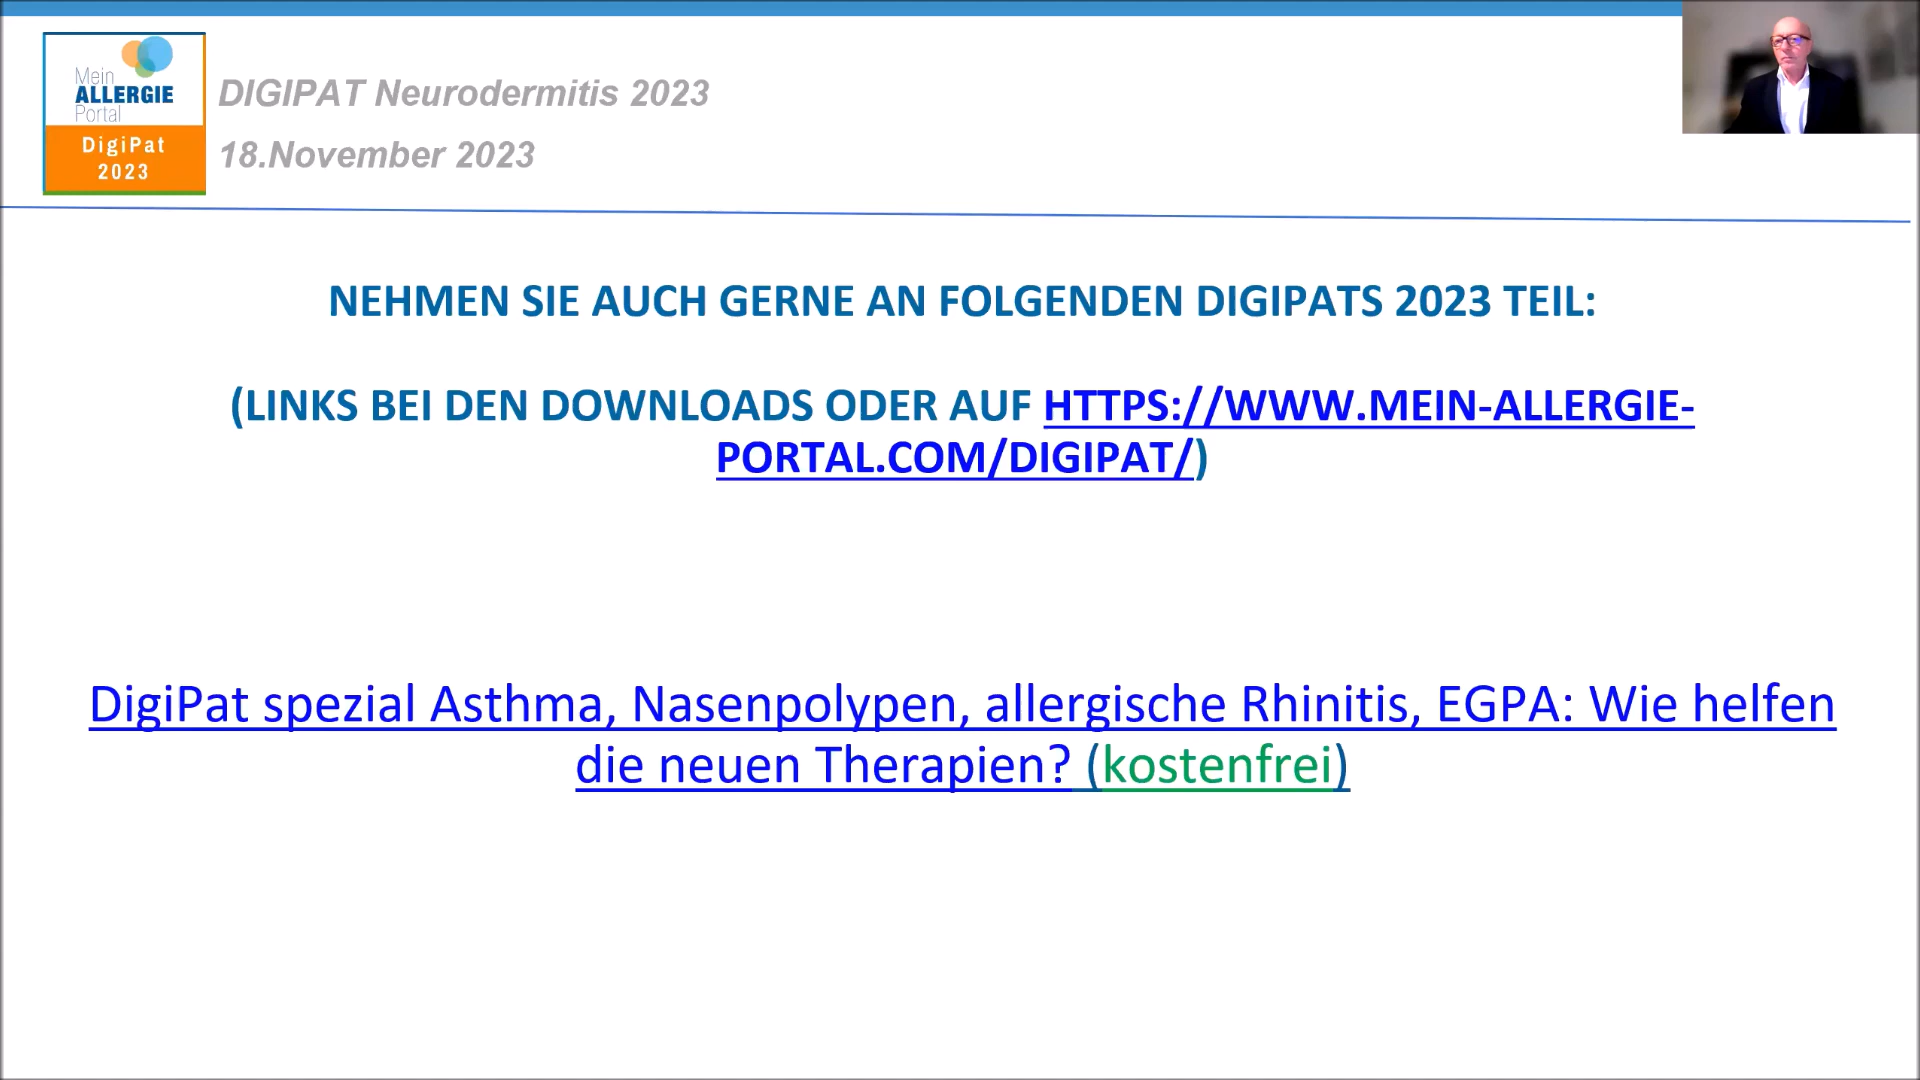 Mein
ALLERGIE
Portal
DigiPat
2023
DIGIPAT Neurodermitis 2023
18.November 2023
NEHMEN SIE AUCH GERNE AN FOLGENDEN DIGIPATS 2023 TEIL:
(LINKS BEI DEN DOWNLOADS ODER AUF HTTPS://WWW.MEIN-ALLERGIE-
PORTAL.COM/DIGIPAT/)
DigiPat spezial Asthma, Nasenpolypen, allergische Rhinitis, EGPA: Wie helfen
die neuen Therapien? (kostenfrei)